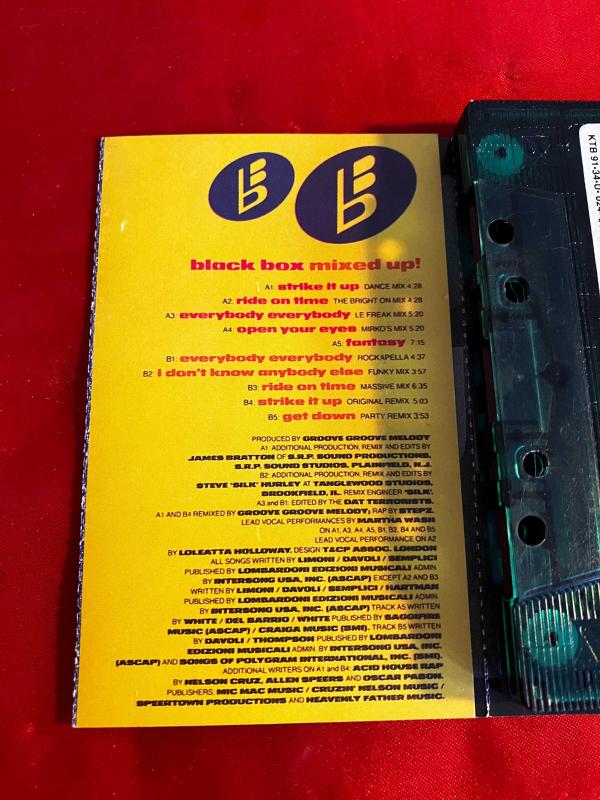 black box mixed up!
A1: strike it up DANCE MIX 4:28
A2: ride on time THE BRIGHT ON MIX 4:28
A3: everybody everybody LE FREAK MIX 5:20
A4: open your eyes MIRKO'S MIX 5:20
A5: fantasy 7:15
B1: everybody everybody ROCKAPELLA 4:37
B2: i don't know anybody else FUNKY MIX 3:57
B3: ride on time MASSIVE MIX 6:35
B4: strike it up ORIGINAL REMIX 5:03
B5: get down PARTY REMIX 3:53
PRODUCED BY GROOVE GROOVE MELODY
A1: ADDITIONAL PRODUCTION, REMIX AND EDITS BY
JAMES BRATTON OF S.R.P. SOUND PRODUCTIONS,
S.R.P. SOUND STUDIOS, PLAINFIELD, N.J.
B2: ADDITIONAL PRODUCTION, REMIX AND EDITS BY
STEVE 'SILK' HURLEY AT TANGLEWOOD STUDIOS,
BROOKFIELD, IL. REMIX ENGINEER 'SILK'.
A3 and B1: EDITED BY THE DAT TERRORISTS.
A1 AND B4 REMIXED BY GROOVE GROOVE MELODY; RAP BY STEPZ.
LEAD VOCAL PERFORMANCES BY MARTHA WASH
ON A1, A3, A4, A5, B1, B2, B4 AND B5
LEAD VOCAL PERFORMANCE ON A2
BY LOLEATTA HOLLOWAY. DESIGN T&CP ASSOC. LONDON
ALL SONGS WRITTEN BY LIMONI / DAVOLI / SEMPLICI
PUBLISHED BY LOMBARDONI EDIZIONI MUSICALI ADMIN
BY INTERSONG USA, INC. (ASCAP) EXCEPT A2 AND B3
WRITTEN BY LIMONI / DAVOLI / SEMPLICI / HARTMAN
PUBLISHED BY LOMBARDONI EDIZIONI MUSICALI ADMIN.
BY INTERSONG USA, INC. (ASCAP) TRACK A5 WRITTEN
BY WHITE / DEL BARRIO / WHITE PUBLISHED BY SAGGIFIRE
MUSIC (ASCAP) / CRAIGA MUSIC (BMI). TRACK B5 WRITTEN
BY DAVOLI / THOMPSON PUBLISHED BY LOMBARDONI
EDIZIONI MUSICALI ADMIN. BY INTERSONG USA, INC.
(ASCAP) AND SONGS OF POLYGRAM INTERNATIONAL, INC. (BMI).
ADDITIONAL WRITERS ON A1 and B4: ACID HOUSE RAP
BY NELSON CRUZ, ALLEN SPEERS AND OSCAR PABON.
PUBLISHERS: MIC MAC MUSIC / CRUZIN' NELSON MUSIC /
SPEERTOWN PRODUCTIONS AND HEAVENLY FATHER MUSIC.
KTB 91-34-0-